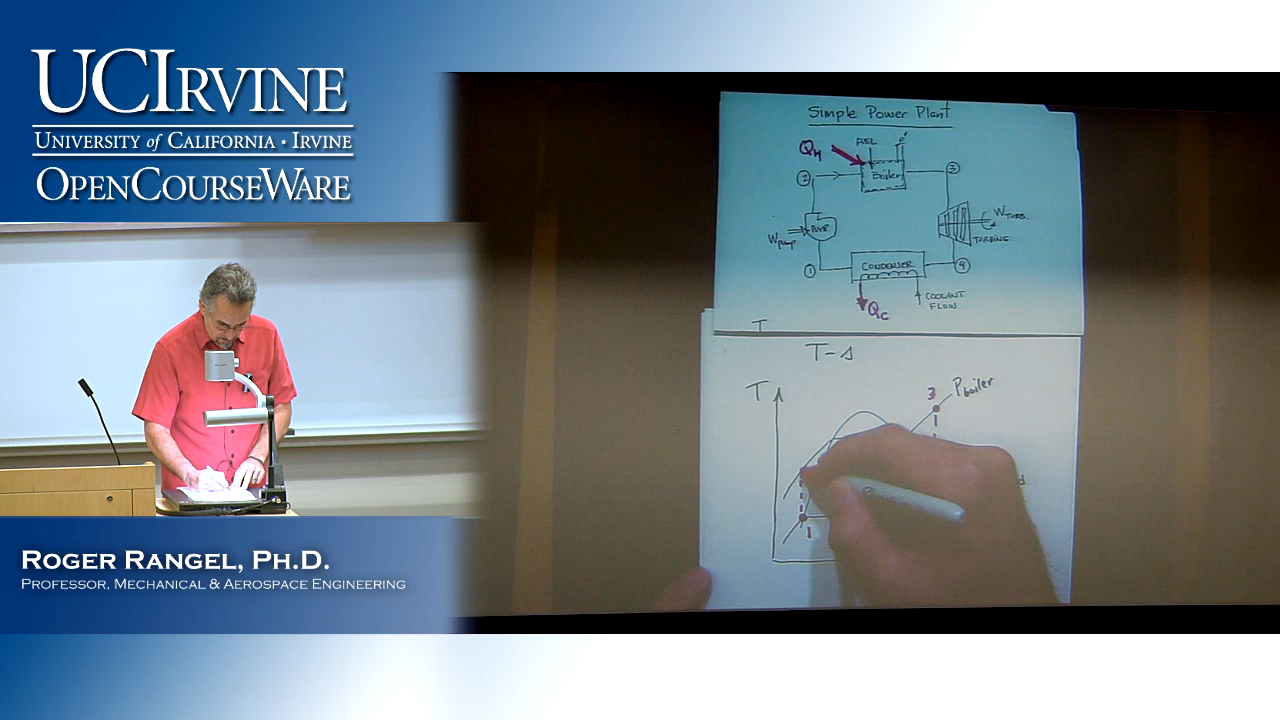 UCIRVINE
UNIVERSITY of CALIFORNIA · IRVINE
OPENCOURSEWARE
ROGER RANGEL, PH.D.
PROFESSOR, MECHANICAL & AEROSPACE ENGINEERING
Simple Power Plant
FUEL
QH
Boiler
2
3
PUMP
Wpump
WTURB.
TURBINE
1
CONDENSER
4
COOLANT
FLOW
Qc
T
T-s
T
3
Pboiler
1